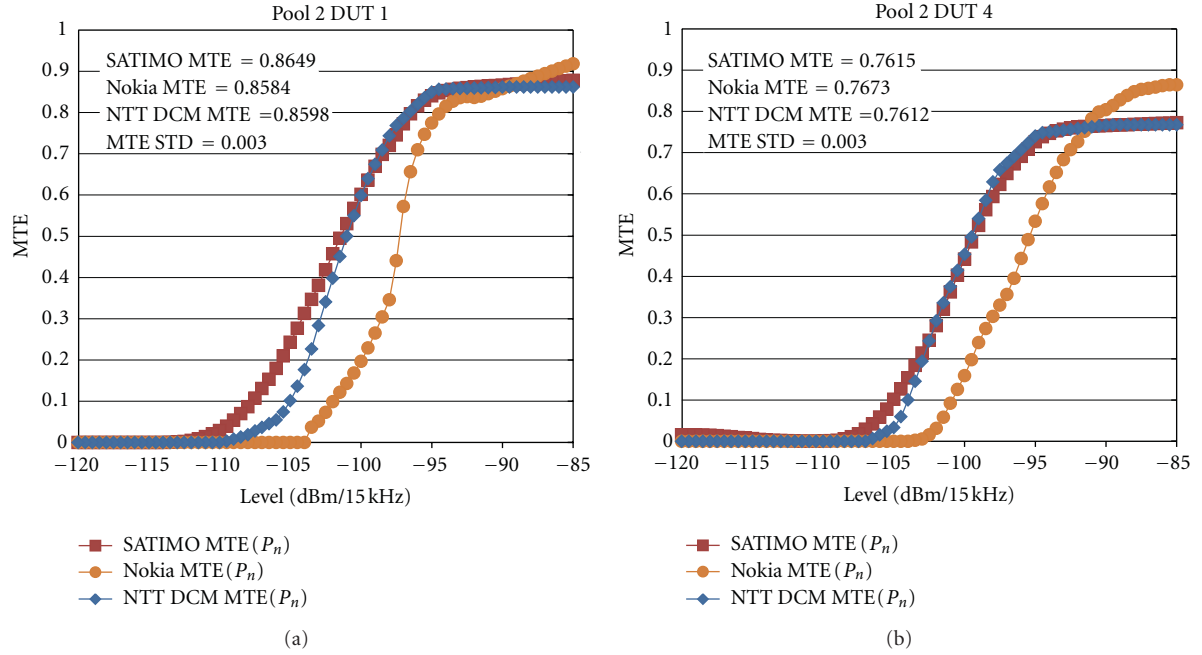 Pool 2 DUT 1
1
0.9
0.8
0.7
0.6
0.5
0.4
0.3
0.2
0.1
0
MTE
SATIMO MTE = 0.8649
Nokia MTE = 0.8584
NTT DCM MTE =0.8598
MTE STD = 0.003
−120 −115 −110 −105 −100 −95 −90 −85
Level (dBm/15 kHz)
SATIMO MTE(Pn)
Nokia MTE(Pn)
NTT DCM MTE(Pn)
(a)
Pool 2 DUT 4
1
0.9
0.8
0.7
0.6
0.5
0.4
0.3
0.2
0.1
0
MTE
SATIMO MTE = 0.7615
Nokia MTE = 0.7673
NTT DCM MTE =0.7612
MTE STD = 0.003
−120 −115 −110 −105 −100 −95 −90 −85
Level (dBm/15 kHz)
SATIMO MTE(Pn)
Nokia MTE(Pn)
NTT DCM MTE(Pn)
(b)